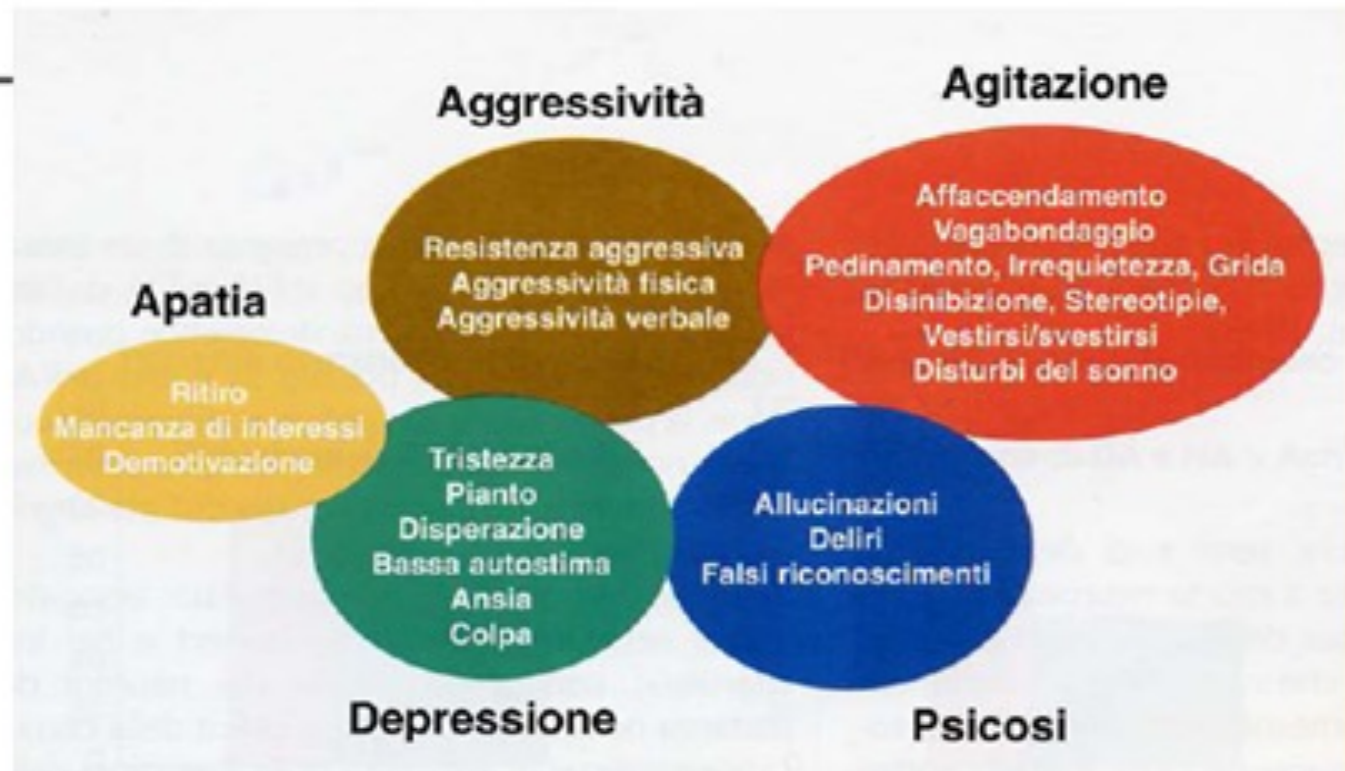 Aggressività
Agitazione
Resistenza aggressiva
Aggressività fisica
Aggressività verbale
Affaccendamento
Vagabondaggio
Pedinamento, Irrequietezza, Grida
Disinibizione, Stereotipie,
Vestirsi/svestirsi
Disturbi del sonno
Apatia
Ritiro
Mancanza di interessi
Demotivazione
Tristezza
Pianto
Disperazione
Bassa autostima
Ansia
Colpa
Allucinazioni
Deliri
Falsi riconoscimenti
Depressione
Psicosi